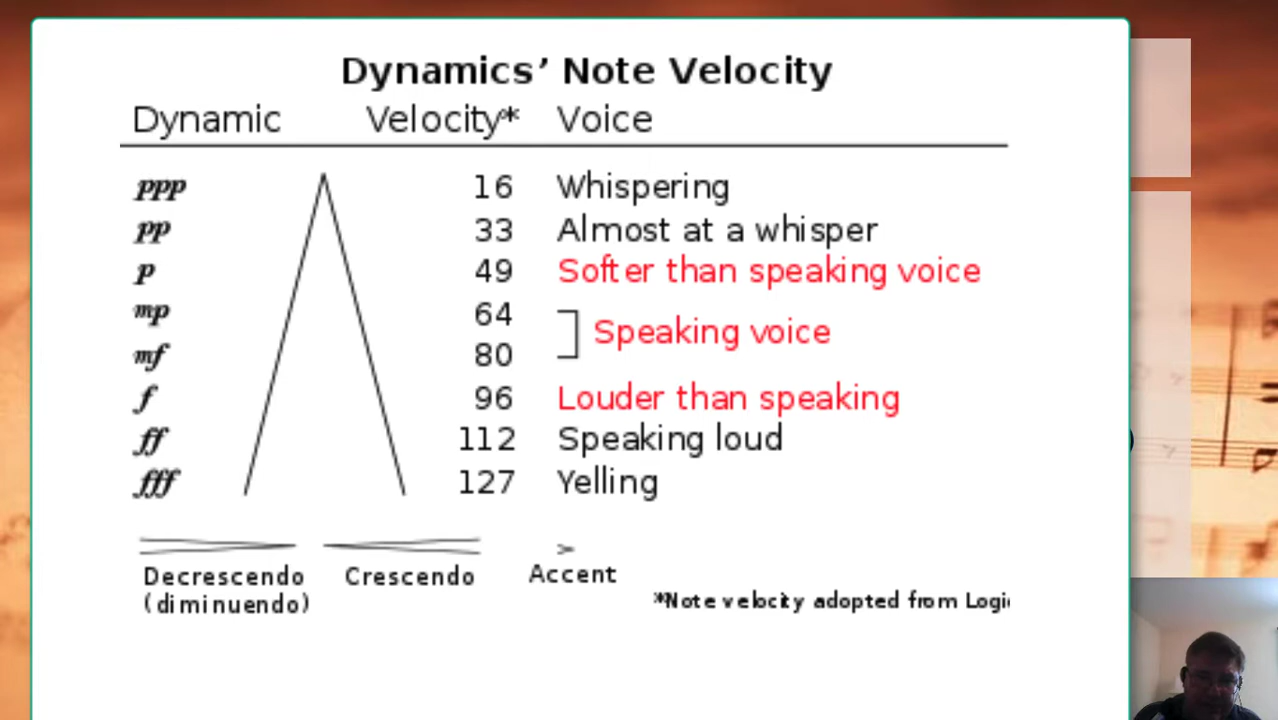 Dynamics’ Note Velocity
Dynamic Velocity* Voice
ppp 16 Whispering
pp 33 Almost at a whisper
p 49 Softer than speaking voice
mp 64
Speaking voice
mf 80
f 96 Louder than speaking
ff 112 Speaking loud
fff 127 Yelling
>
Decrescendo Crescendo Accent
(diminuendo)
*Note velocity adopted from